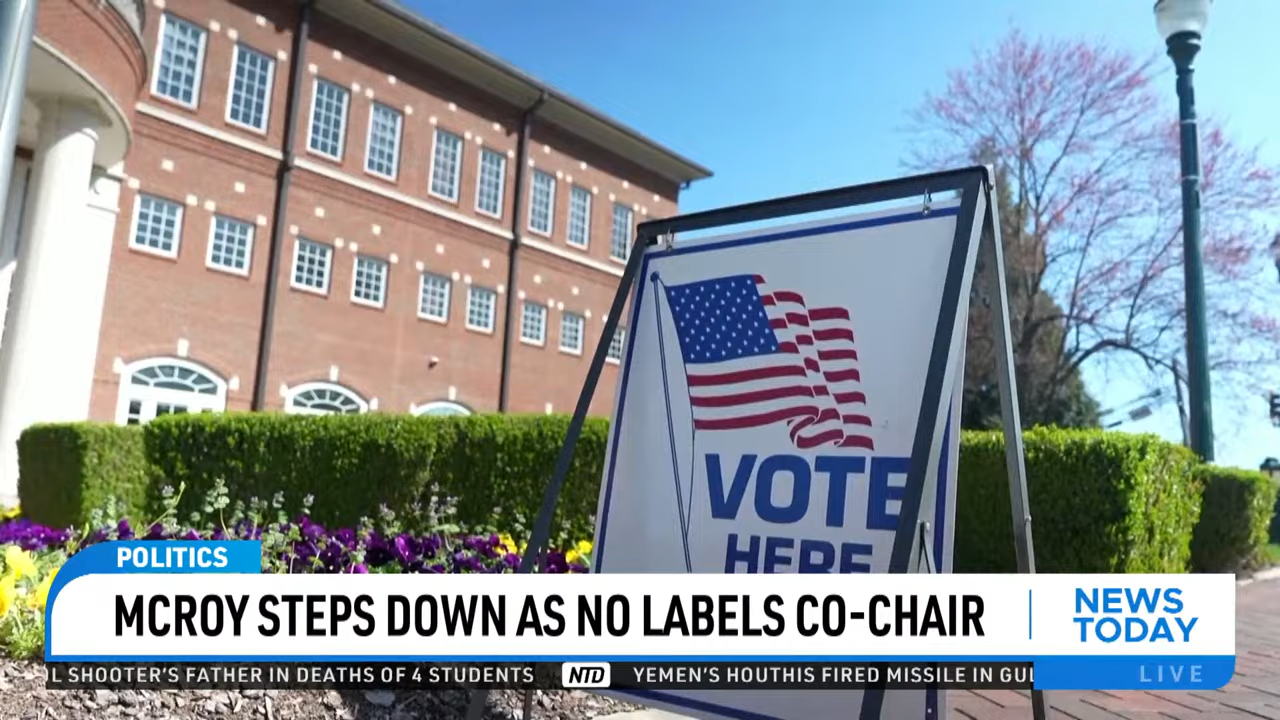 VOTE
HERE
POLITICS
MCROY STEPS DOWN AS NO LABELS CO-CHAIR
NEWS
TODAY
L SHOOTER'S FATHER IN DEATHS OF 4 STUDENTS NTD YEMEN'S HOUTHIS FIRED MISSILE IN GUL
LIVE